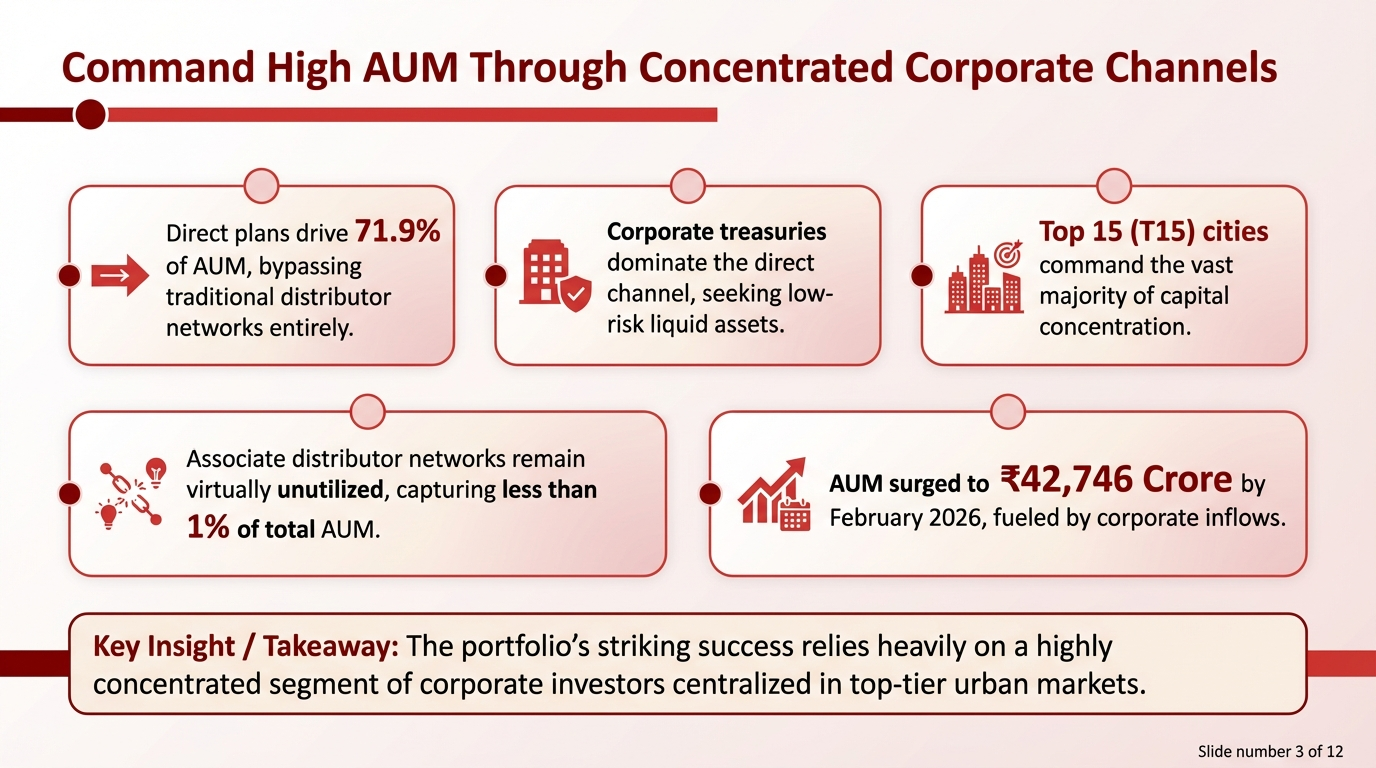 Command High AUM Through Concentrated Corporate Channels
Direct plans drive 71.9%
of AUM, bypassing
traditional distributor
networks entirely.
Corporate treasuries
dominate the direct
channel, seeking low-
risk liquid assets.
Top 15 (T15) cities
command the vast
majority of capital
concentration.
Associate distributor networks remain
virtually unutilized, capturing less than
1% of total AUM.
AUM surged to ₹42,746 Crore by
February 2026, fueled by corporate inflows.
Key Insight / Takeaway: The portfolio’s striking success relies heavily on a highly
concentrated segment of corporate investors centralized in top-tier urban markets.
Slide number 3 of 12